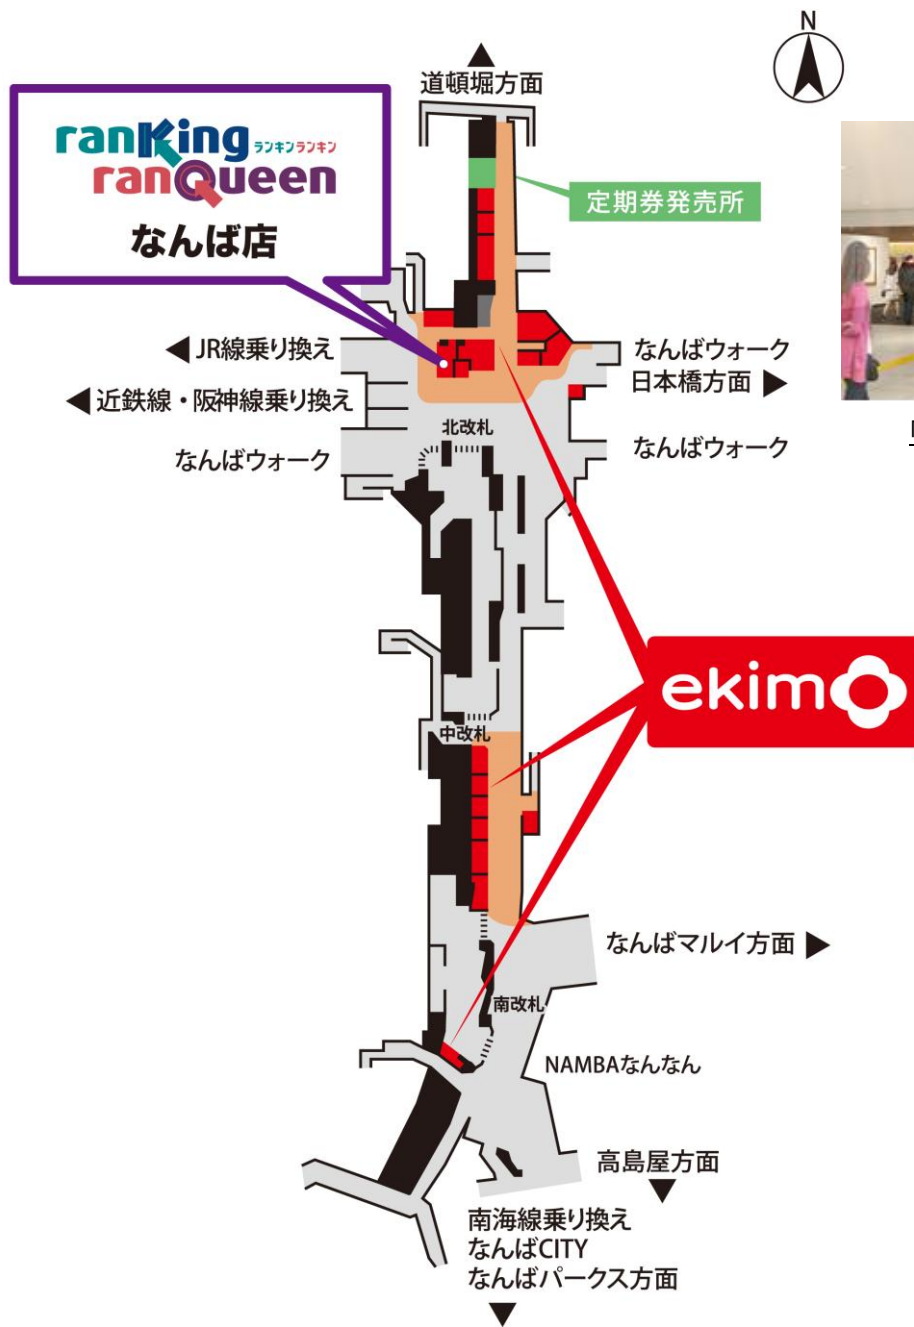 N
道頓堀方面
ranKing ランキンランキン
ranQueen
なんば店
定期券発売所
JR線乗り換え
近鉄線・阪神線乗り換え
なんばウォーク
なんばウォーク
日本橋方面
なんばウォーク
北改札
ekimo
中改札
なんばマルイ方面
南改札
NAMBAなんなん
高島屋方面
南海線乗り換え
なんばCITY
なんばパークス方面